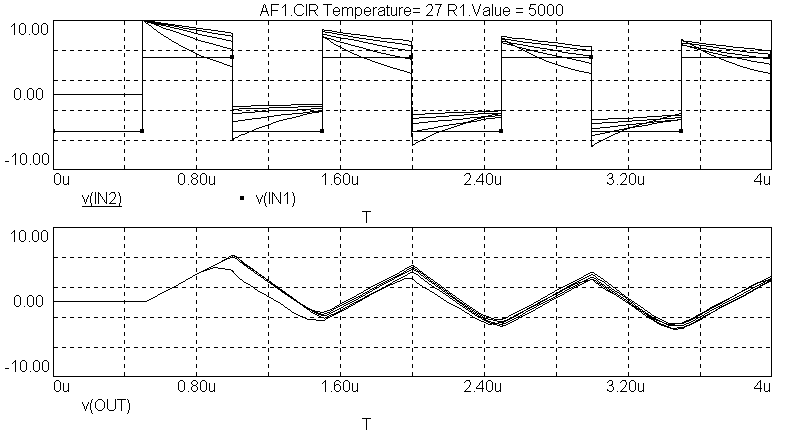 AF1.CIR Temperature= 27 R1.Value = 5000
10.00
0.00
-10.00
0u 0.80u 1.60u 2.40u 3.20u 4u
v(IN2) v(IN1)
T
10.00
0.00
-10.00
0u 0.80u 1.60u 2.40u 3.20u 4u
v(OUT)
T